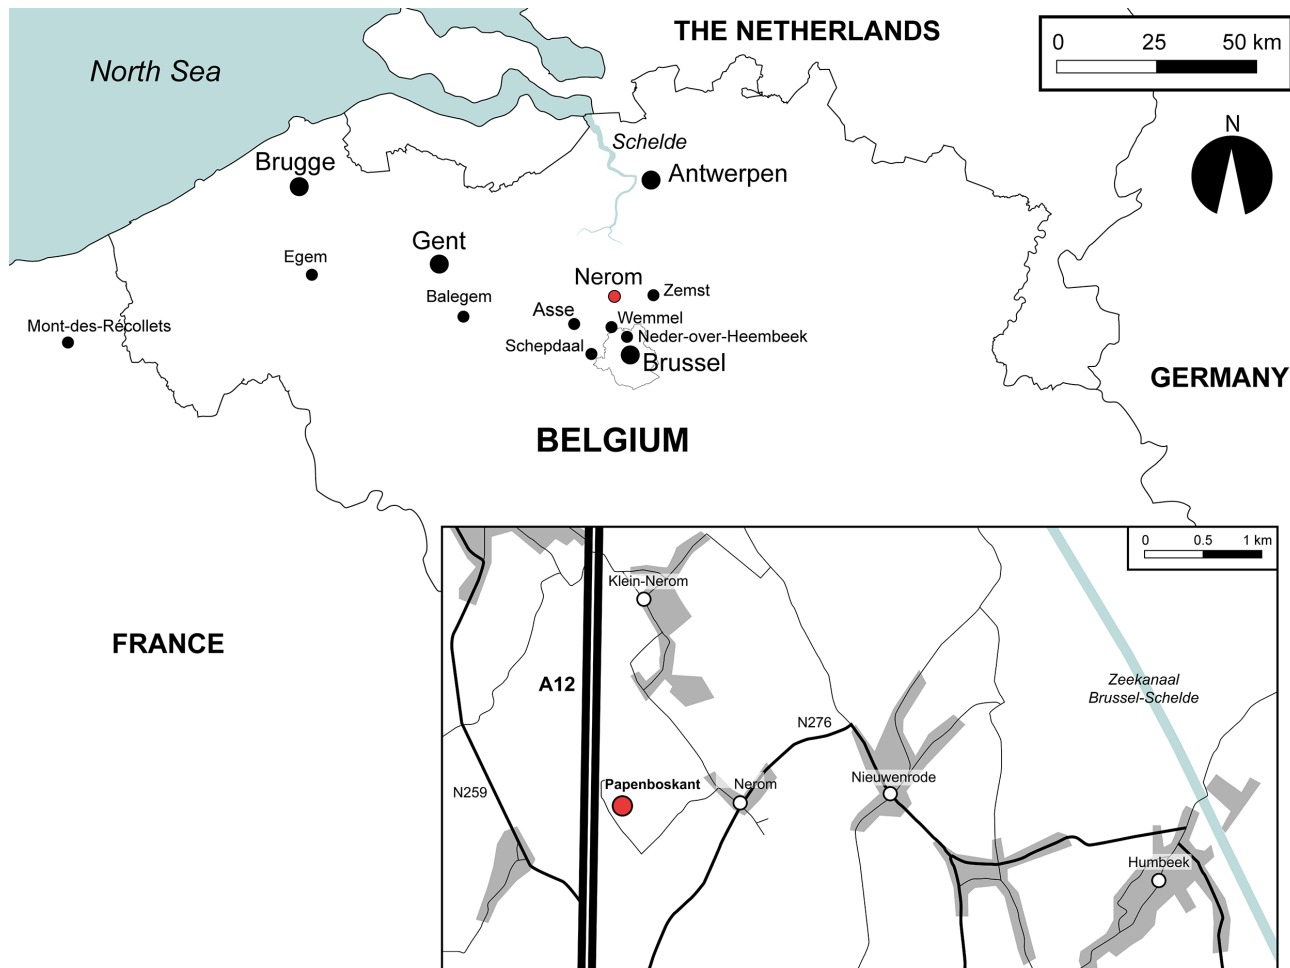 THE NETHERLANDS
0 25 50 km
North Sea
N
Schelde
Brugge
Antwerpen
Gent
Egem
Nerom
Zemst
Balegem
Asse
Wemmel
Mont-des-Récollets
Neder-over-Heembeek
Schepdaal
Brussel
GERMANY
BELGIUM
FRANCE
0 0.5 1 km
Klein-Nerom
A12
Zeekanaal
Brussel-Schelde
N276
N259
Papenboskant
Nerom
Nieuwenrode
Humbeek